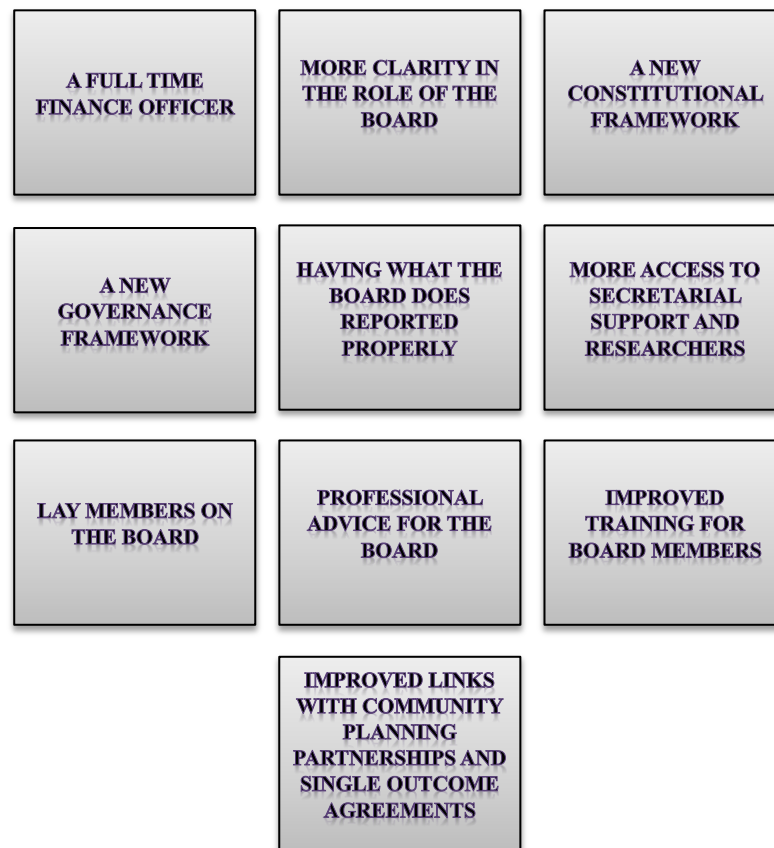 A FULL TIME
FINANCE OFFICER
MORE CLARITY IN
THE ROLE OF THE
BOARD
A NEW
CONSTITUTIONAL
FRAMEWORK
A NEW
GOVERNANCE
FRAMEWORK
HAVING WHAT THE
BOARD DOES
REPORTED
PROPERLY
MORE ACCESS TO
SECRETARIAL
SUPPORT AND
RESEARCHERS
LAY MEMBERS ON
THE BOARD
PROFESSIONAL
ADVICE FOR THE
BOARD
IMPROVED
TRAINING FOR
BOARD MEMBERS
IMPROVED LINKS
WITH COMMUNITY
PLANNING
PARTNERSHIPS AND
SINGLE OUTCOME
AGREEMENTS